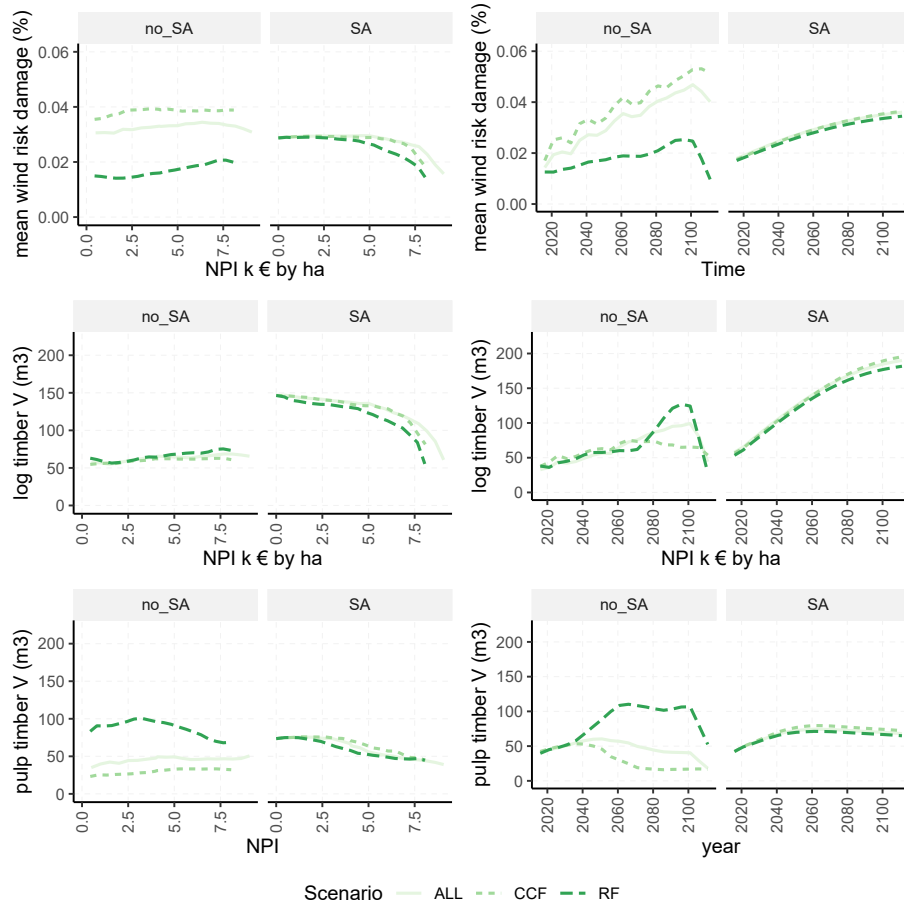 mean wind risk damage (%)
no_SA SA
0.06
0.04
0.02
0.00
0.0 2.5 5.0 7.5 0.0 2.5 5.0 7.5
NPI k € by ha
mean wind risk damage (%)
no_SA SA
0.06
0.04
0.02
0.00
2020 2040 2060 2080 2100 2020 2040 2060 2080 2100
Time
log timber V (m3)
no_SA SA
200
150
100
50
0
0.0 2.5 5.0 7.5 0.0 2.5 5.0 7.5
NPI k € by ha
log timber V (m3)
no_SA SA
200
150
100
50
0
2020 2040 2060 2080 2100 2020 2040 2060 2080 2100
NPI k € by ha
pulp timber V (m3)
no_SA SA
200
150
100
50
0
0.0 2.5 5.0 7.5 0.0 2.5 5.0 7.5
NPI
pulp timber V (m3)
no_SA SA
200
150
100
50
0
2020 2040 2060 2080 2100 2020 2040 2060 2080 2100
year
Scenario ALL CCF RF